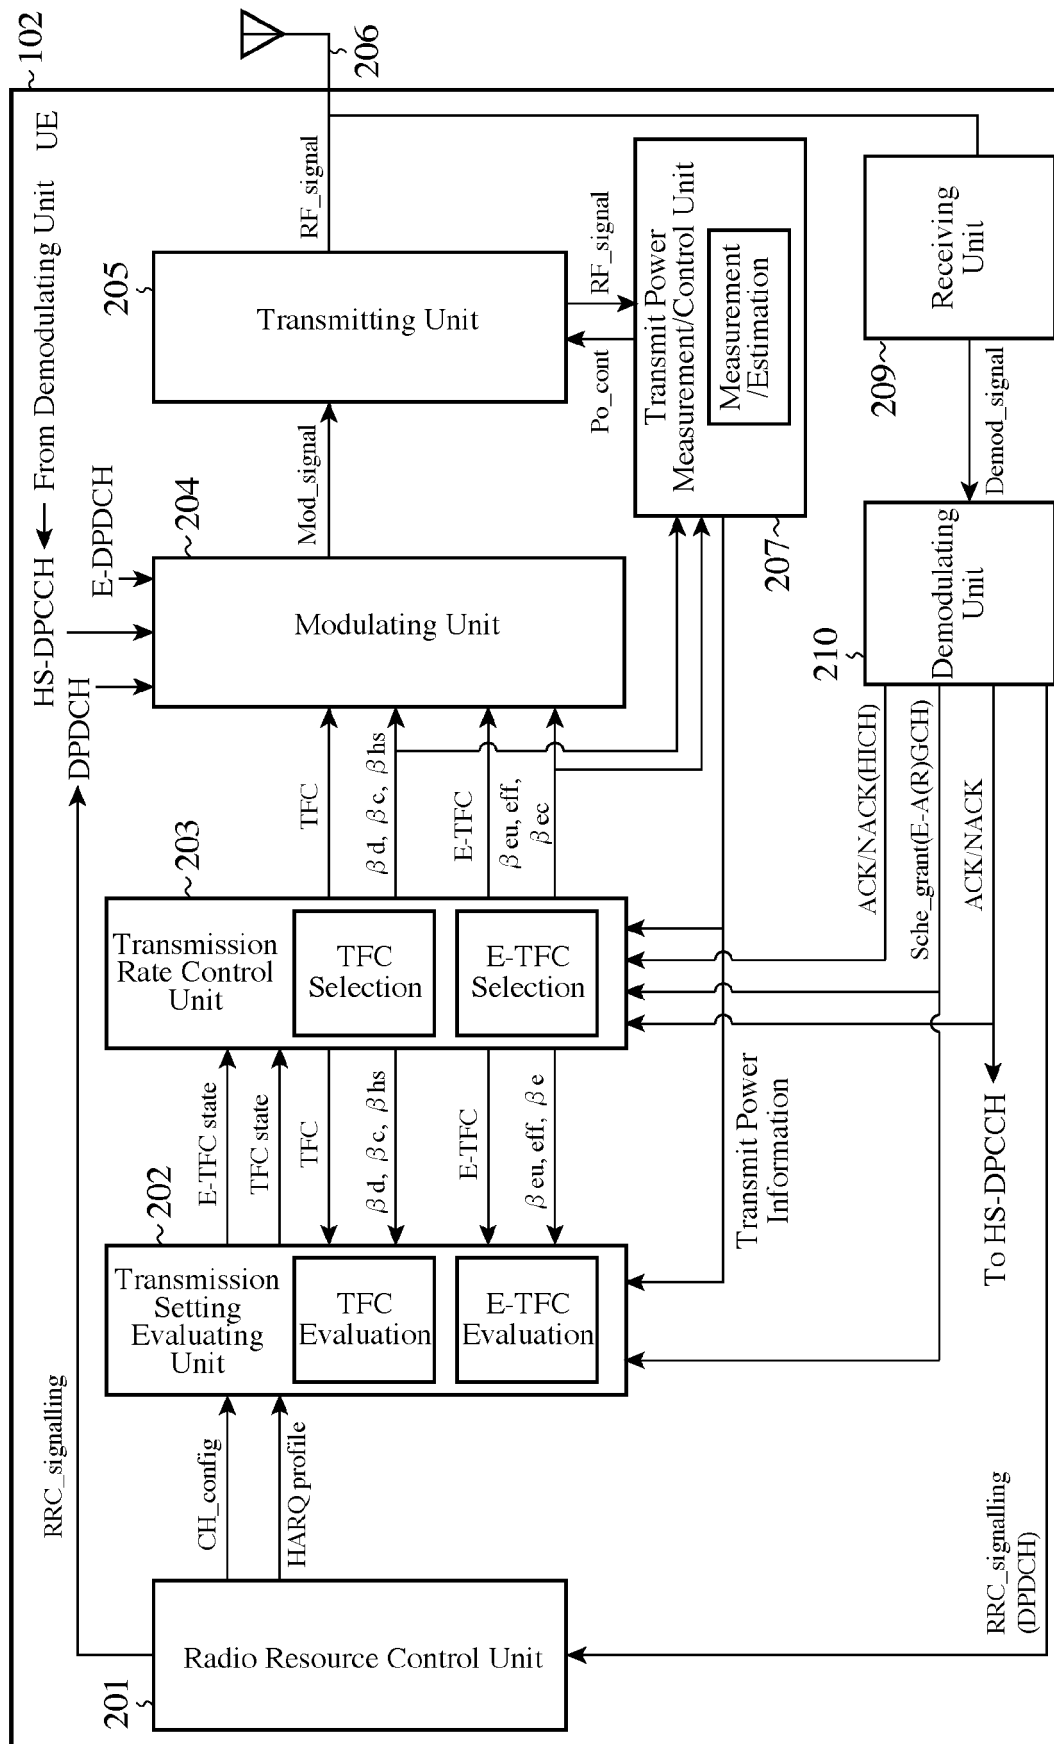 102
UE
206
RRC_signalling
DPDCH
HS-DPCCH
From Demodulating Unit
E-DPDCH
201
Radio Resource Control Unit
CH_config
HARQ profile
202
Transmission
Setting
Evaluating
Unit
TFC
Evaluation
E-TFC
Evaluation
E-TFC state
TFC state
TFC
βd, βc, βhs
E-TFC
βeu, eff, βe
203
Transmission
Rate Control
Unit
TFC
Selection
E-TFC
Selection
TFC
βd, βc, βhs
E-TFC
βeu, eff,
βec
204
Modulating Unit
Mod_signal
205
Transmitting Unit
RF_signal
Po_cont
RF_signal
207
Transmit Power
Measurement/Control Unit
Measurement
/Estimation
Transmit Power
Information
209
Receiving
Unit
Demod_signal
210
Demodulating
Unit
ACK/NACK(HICH)
Sche_grant(E-A(R)GCH)
ACK/NACK
To HS-DPCCH
RRC_signalling
(DPDCH)